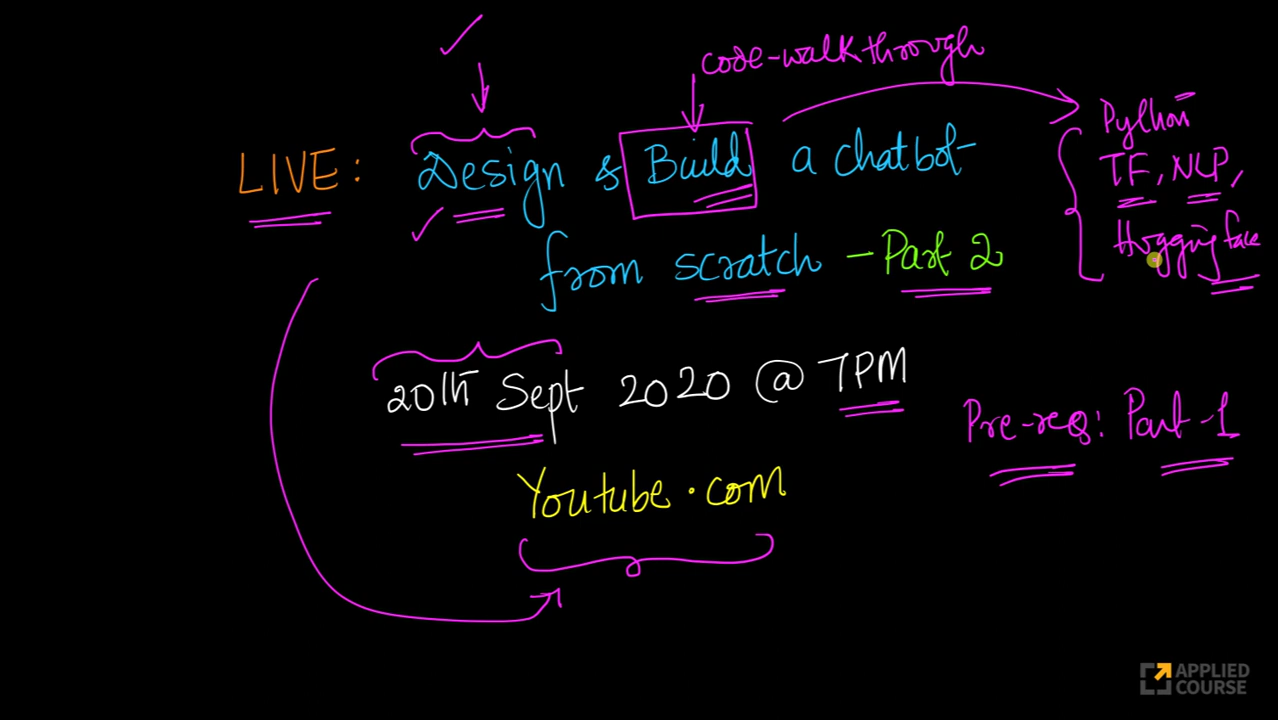 code-walkthrough
Python
TF, NLP,
Hugging face
LIVE: Design & Build a chatbot
from scratch - Part 2
20th Sept 2020 @ 7PM
Pre-req: Part-1
Youtube.com
APPLIED
COURSE